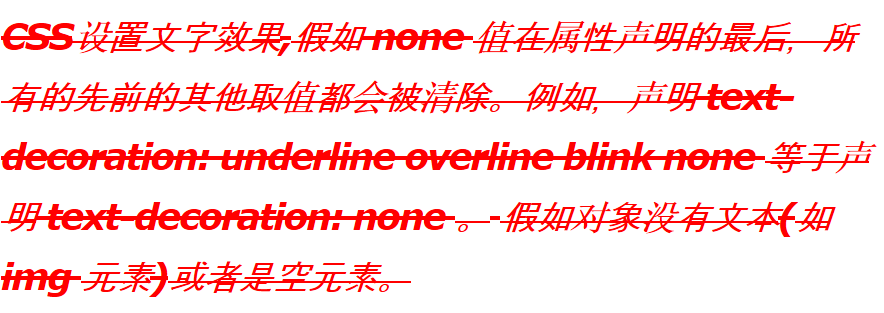 CSS 设置文字效果,假如 none 值在属性声明的最后, 所
有的先前的其他取值都会被清除。例如, 声明 text-
decoration: underline overline blink none 等于声
明 text-decoration: none 。 假如对象没有文本(如
img 元素)或者是空元素。